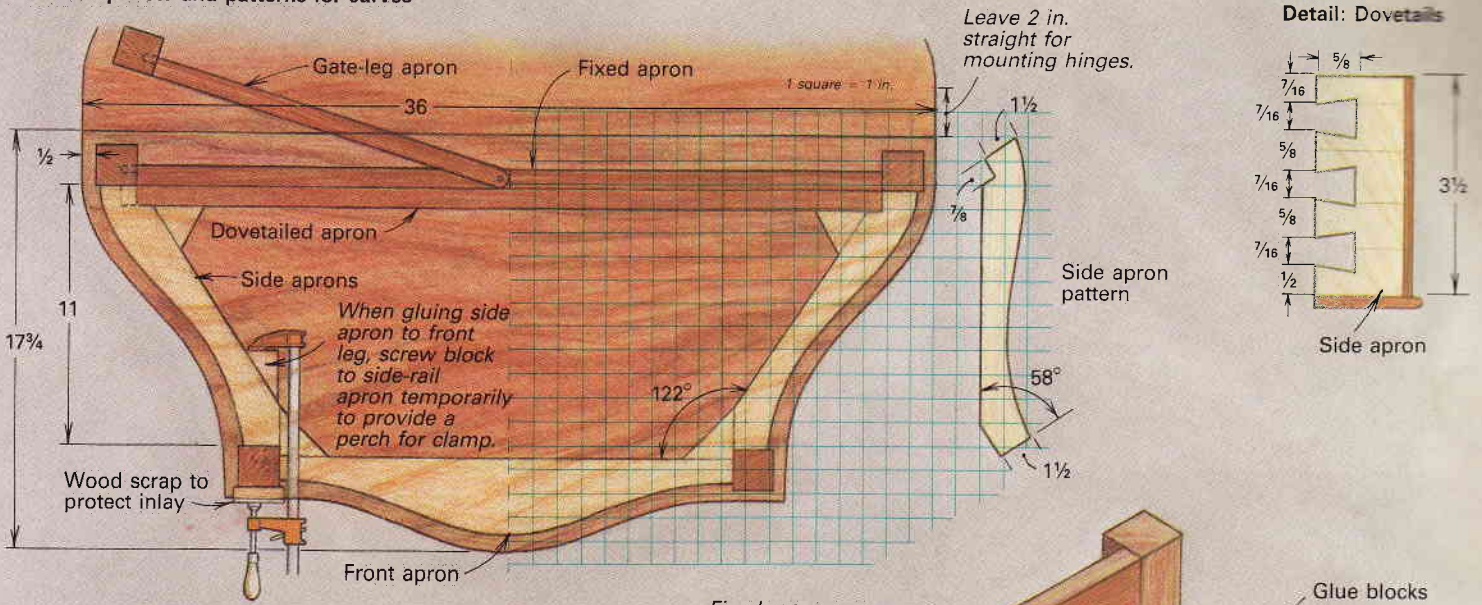 and patterns for curves
Gate-leg apron
Fixed apron
36
1 square = 1 in.
Leave 2 in.
straight for
mounting hinges.
1½
½
⅞
Dovetailed apron
Side aprons
When gluing side
apron to front
leg, screw block
to side-rail
apron temporarily
to provide a
perch for clamp.
11
17¾
122°
Side apron
pattern
58°
1½
Wood scrap to
protect inlay
Front apron
Detail: Dovetails
⅝
7/16
7/16
⅝
7/16
⅝
7/16
½
3½
Side apron
Glue blocks